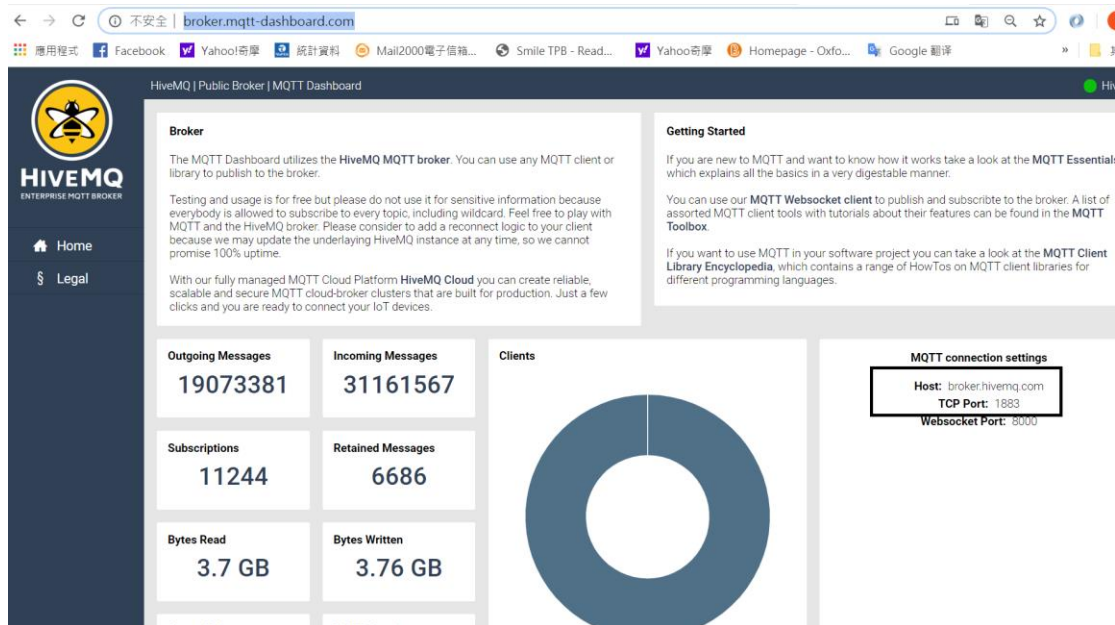 不安全 | broker.mqtt-dashboard.com
應用程式 Facebook Yahoo!奇摩 統計資料 Mail2000電子信箱... Smile TPB - Read... Yahoo奇摩 Homepage - Oxfo... Google 翻译 »
HiveMQ | Public Broker | MQTT Dashboard
HIVEMQ
ENTERPRISE MQTT BROKER
Home
§ Legal
Broker
The MQTT Dashboard utilizes the HiveMQ MQTT broker. You can use any MQTT client or
library to publish to the broker.
Testing and usage is for free but please do not use it for sensitive information because
everybody is allowed to subscribe to every topic, including wildcard. Feel free to play with
MQTT and the HiveMQ broker. Please consider to add a reconnect logic to your client
because we may update the underlaying HiveMQ instance at any time, so we cannot
promise 100% uptime.
With our fully managed MQTT Cloud Platform HiveMQ Cloud you can create reliable,
scalable and secure MQTT cloud-broker clusters that are built for production. Just a few
clicks and you are ready to connect your IoT devices.
Getting Started
If you are new to MQTT and want to know how it works take a look at the MQTT Essentials
which explains all the basics in a very digestable manner.
You can use our MQTT Websocket client to publish and subscribte to the broker. A list of
assorted MQTT client tools with tutorials about their features can be found in the MQTT
Toolbox.
If you want to use MQTT in your software project you can take a look at the MQTT Client
Library Encyclopedia, which contains a range of HowTos on MQTT client libraries for
different programming languages.
Outgoing Messages
19073381
Incoming Messages
31161567
Subscriptions
11244
Retained Messages
6686
Bytes Read
3.7 GB
Bytes Written
3.76 GB
Clients
MQTT connection settings
Host: broker.hivemq.com
TCP Port: 1883
Websocket Port: 8000